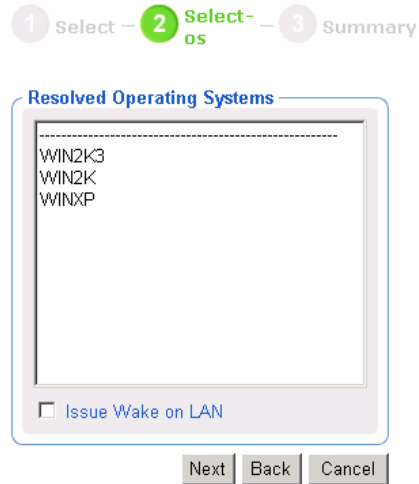 1 Select – 2 Select-os – 3 Summary
Resolved Operating Systems
------------------------------------------------------
WIN2K3
WIN2K
WINXP
Issue Wake on LAN
Next Back Cancel